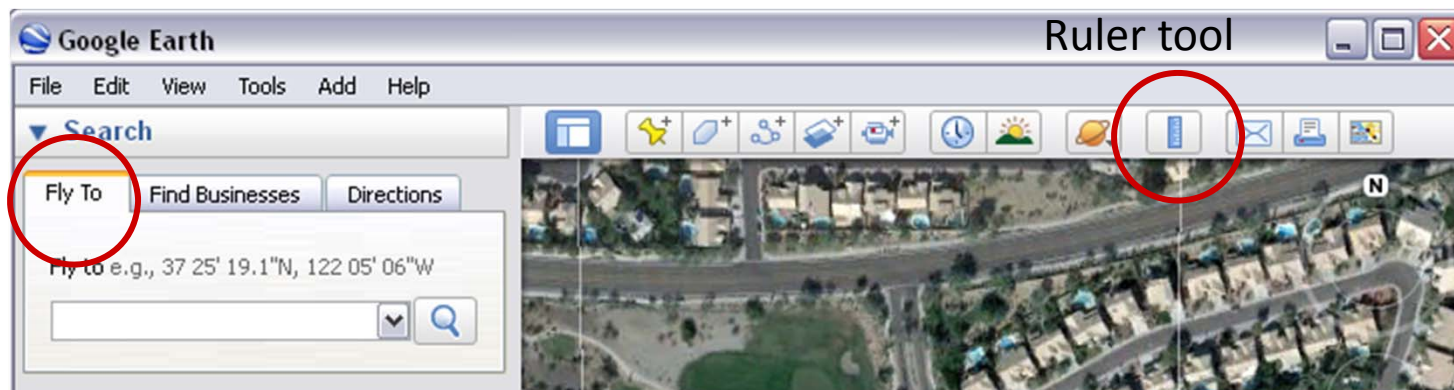 Google Earth
Ruler tool
File Edit View Tools Add Help
Search
Fly To Find Businesses Directions
Fly to e.g., 37 25' 19.1"N, 122 05' 06"W
N